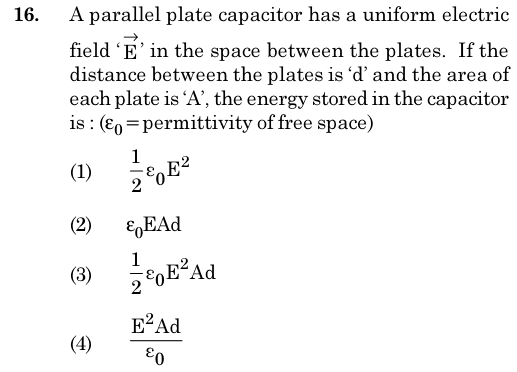 16. A parallel plate capacitor has a uniform electric
field ‘E⃗’ in the space between the plates. If the
distance between the plates is ‘d’ and the area of
each plate is ‘A’, the energy stored in the capacitor
is : (ε₀=permittivity of free space)
(1) 1/2 ε₀E²
(2) ε₀EAd
(3) 1/2 ε₀E²Ad
(4) E²Ad/ε₀